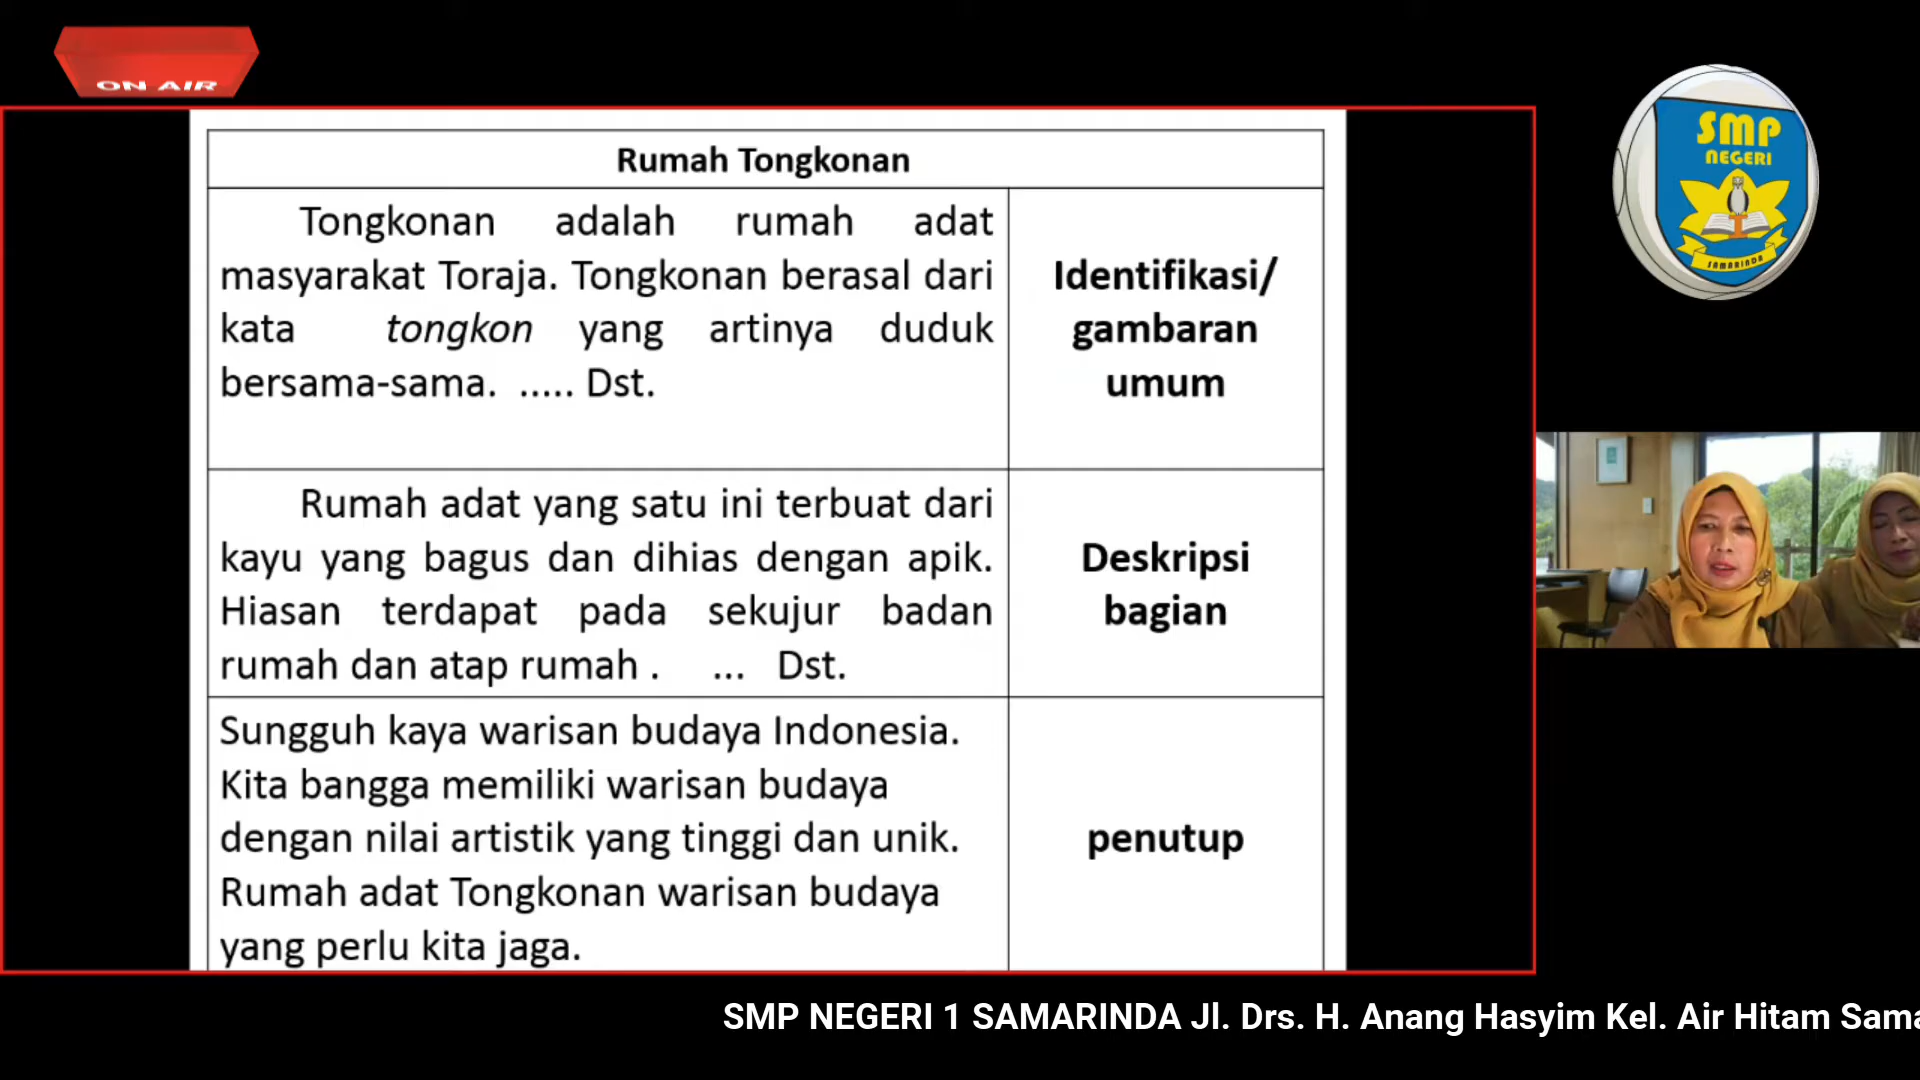 ON AIR
SMP
NEGERI
1
SAMARINDA
Rumah Tongkonan
Tongkonan adalah rumah adat
masyarakat Toraja. Tongkonan berasal dari
kata tongkon yang artinya duduk
bersama-sama. ..... Dst.
Identifikasi/
gambaran
umum
Rumah adat yang satu ini terbuat dari
kayu yang bagus dan dihias dengan apik.
Hiasan terdapat pada sekujur badan
rumah dan atap rumah . ... Dst.
Deskripsi
bagian
Sungguh kaya warisan budaya Indonesia.
Kita bangga memiliki warisan budaya
dengan nilai artistik yang tinggi dan unik.
Rumah adat Tongkonan warisan budaya
yang perlu kita jaga.
penutup
SMP NEGERI 1 SAMARINDA Jl. Drs. H. Anang Hasyim Kel. Air Hitam Sama